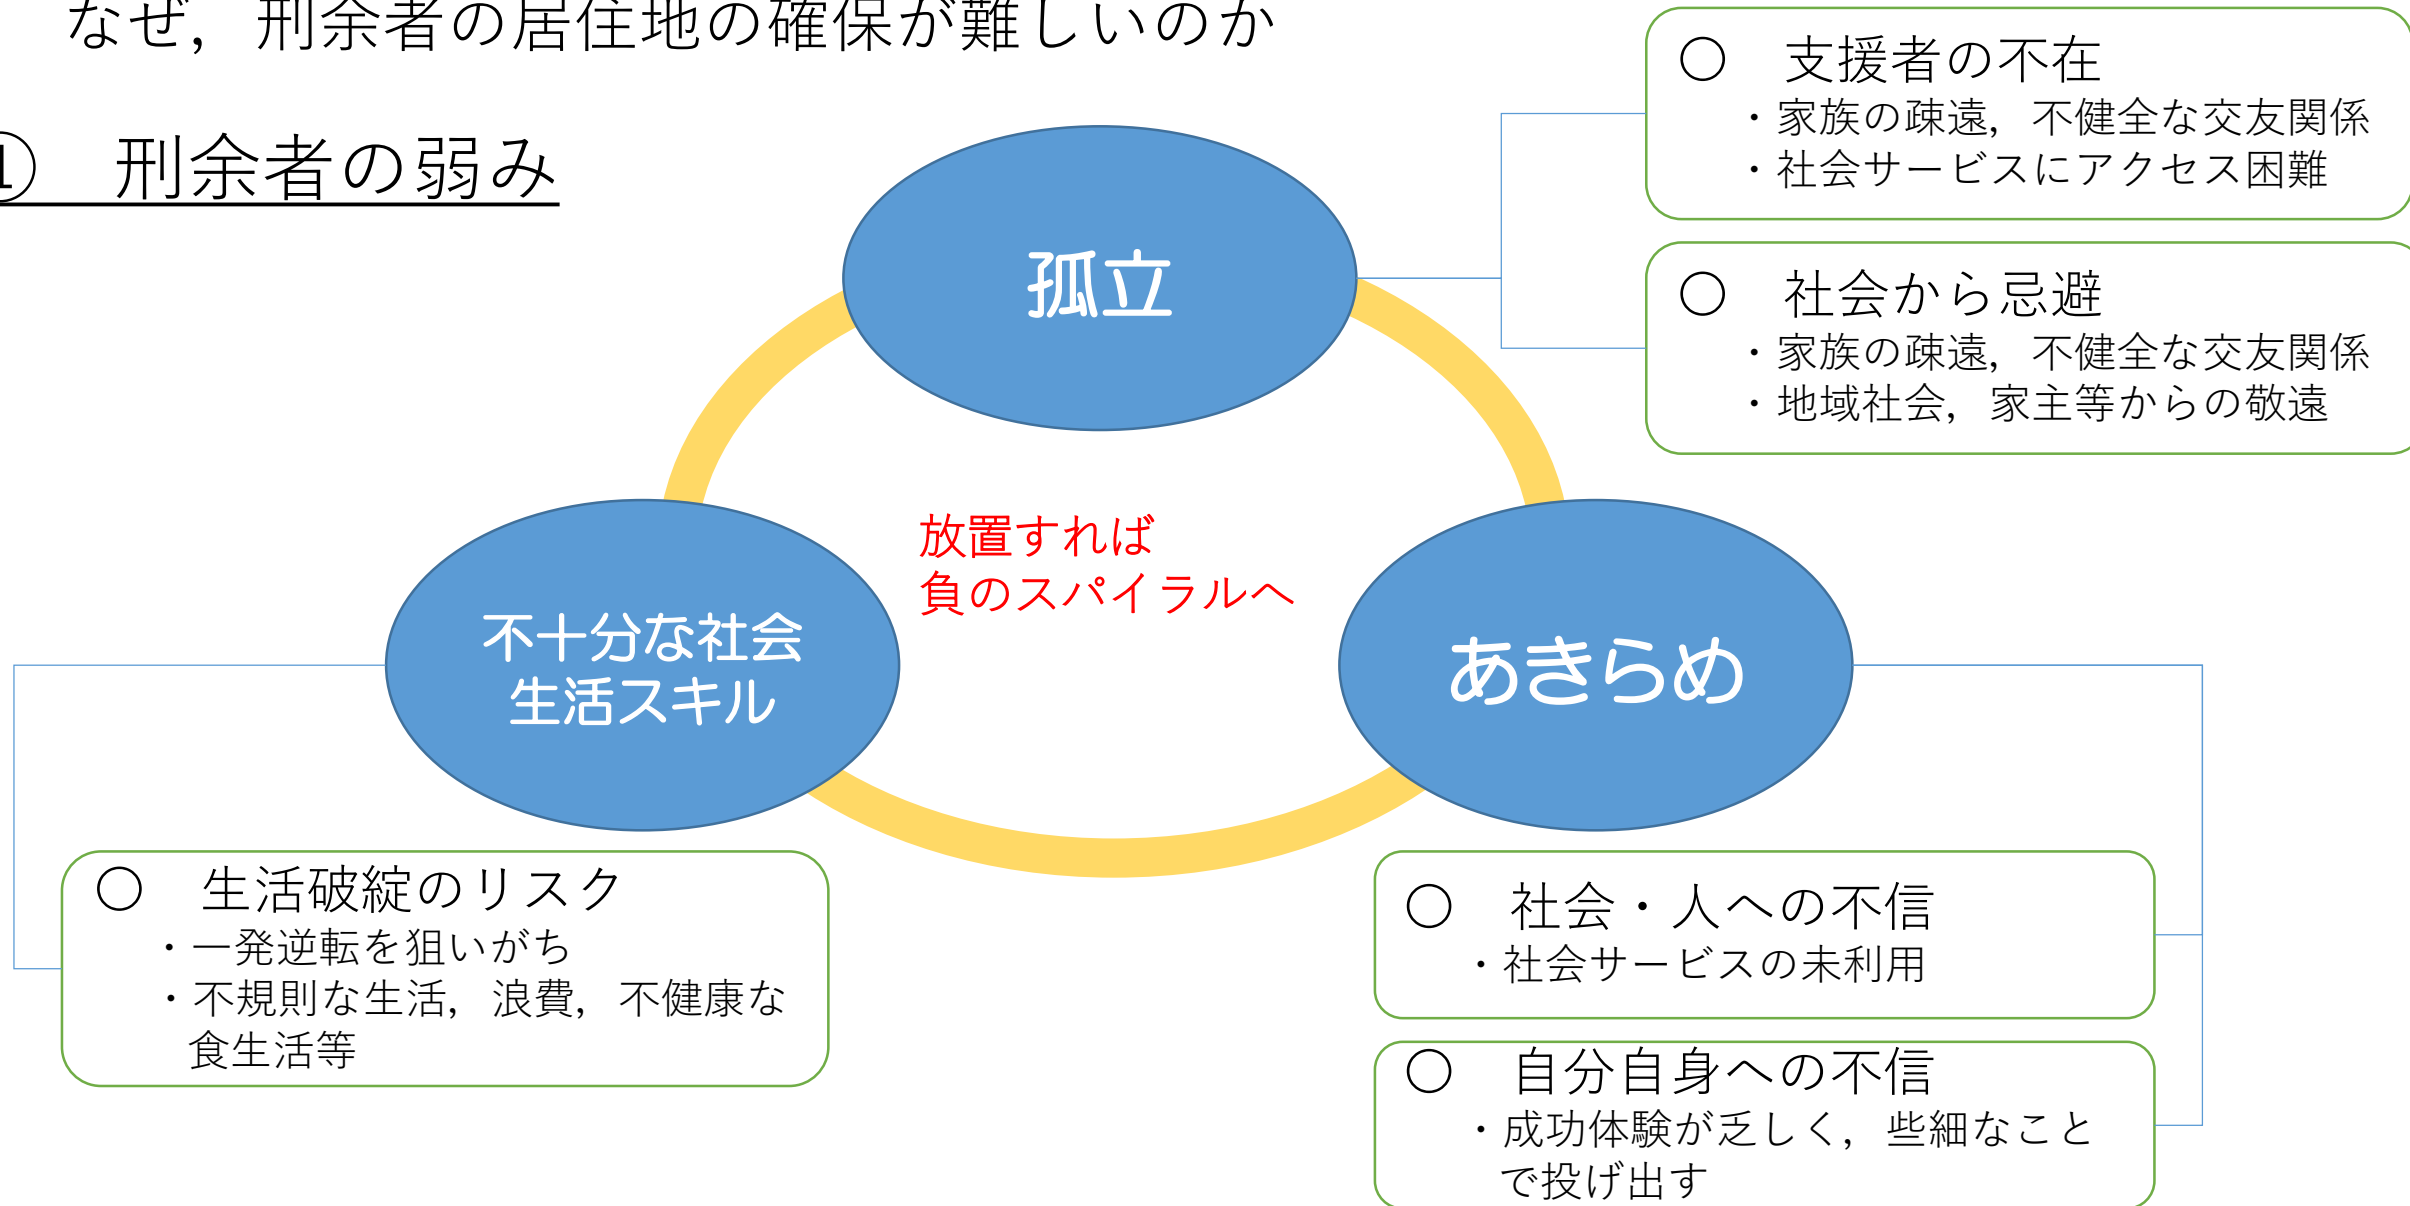 なぜ，刑余者の居住地の確保が難しいのか
① 刑余者の弱み
孤立
〇 支援者の不在
・家族の疎遠，不健全な交友関係
・社会サービスにアクセス困難
〇 社会から忌避
・家族の疎遠，不健全な交友関係
・地域社会，家主等からの敬遠
放置すれば
負のスパイラルへ
不十分な社会
生活スキル
あきらめ
〇 生活破綻のリスク
・一発逆転を狙いがち
・不規則な生活，浪費，不健康な
食生活等
〇 社会・人への不信
・社会サービスの未利用
〇 自分自身への不信
・成功体験が乏しく，些細なこと
で投げ出す